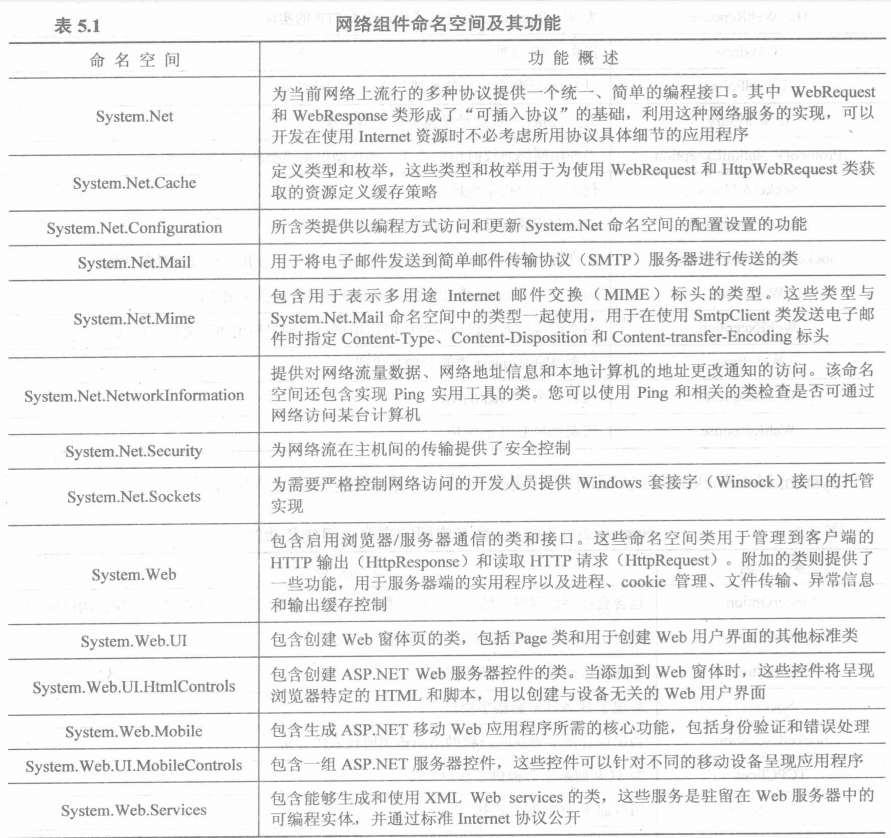 表 5.1 网络组件命名空间及其功能
命 名 空 间 功 能 概 述
System.Net
为当前网络上流行的多种协议提供一个统一、简单的编程接口。其中 WebRequest
和 WebResponse 类形成了“可插入协议”的基础，利用这种网络服务的实现，可以
开发在使用 Internet 资源时不必考虑所用协议具体细节的应用程序
System.Net.Cache
定义类型和枚举，这些类型和枚举用于为使用 WebRequest 和 HttpWebRequest 类获
取的资源定义缓存策略
System.Net.Configuration
所含类提供以编程方式访问和更新 System.Net 命名空间的配置设置的功能
System.Net.Mail
用于将电子邮件发送到简单邮件传输协议（SMTP）服务器进行传送的类
System.Net.Mime
包含用于表示多用途 Internet 邮件交换（MIME）标头的类型。这些类型与
System.Net.Mail 命名空间中的类型一起使用，用于在使用 SmtpClient 类发送电子邮
件时指定 Content-Type、Content-Disposition 和 Content-transfer-Encoding 标头
System.Net.NetworkInformation
提供对网络流量数据、网络地址信息和本地计算机的地址更改通知的访问。该命名
空间还包含实现 Ping 实用工具的类。您可以使用 Ping 和相关的类检查是否可通过
网络访问某台计算机
System.Net.Security
为网络流在主机间的传输提供了安全控制
System.Net.Sockets
为需要严格控制网络访问的开发人员提供 Windows 套接字（Winsock）接口的托管
实现
System.Web
包含启用浏览器/服务器通信的类和接口。这些命名空间类用于管理到客户端的
HTTP 输出（HttpResponse）和读取 HTTP 请求（HttpRequest）。附加的类则提供了
一些功能，用于服务器端的实用程序以及进程、cookie 管理、文件传输、异常信息
和输出缓存控制
System.Web.UI
包含创建 Web 窗体页的类，包括 Page 类和用于创建 Web 用户界面的其他标准类
System.Web.UI.HtmlControls
包含创建 ASP.NET Web 服务器控件的类。当添加到 Web 窗体时，这些控件将呈现
浏览器特定的 HTML 和脚本，用以创建与设备无关的 Web 用户界面
System.Web.Mobile
包含生成 ASP.NET 移动 Web 应用程序所需的核心功能，包括身份验证和错误处理
System.Web.UI.MobileControls
包含一组 ASP.NET 服务器控件，这些控件可以针对不同的移动设备呈现应用程序
System.Web.Services
包含能够生成和使用 XML Web services 的类，这些服务是驻留在 Web 服务器中的
可编程实体，并通过标准 Internet 协议公开